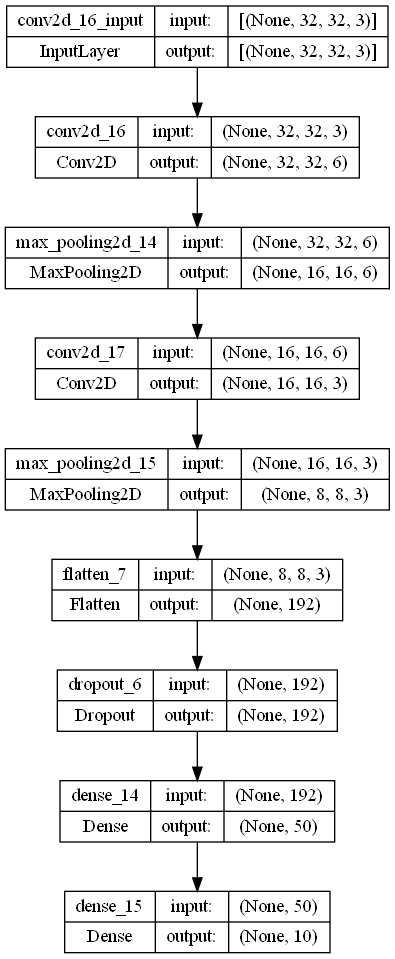 conv2d_16_input input: [(None, 32, 32, 3)]
InputLayer output: [(None, 32, 32, 3)]
conv2d_16 input: (None, 32, 32, 3)
Conv2D output: (None, 32, 32, 6)
max_pooling2d_14 input: (None, 32, 32, 6)
MaxPooling2D output: (None, 16, 16, 6)
conv2d_17 input: (None, 16, 16, 6)
Conv2D output: (None, 16, 16, 3)
max_pooling2d_15 input: (None, 16, 16, 3)
MaxPooling2D output: (None, 8, 8, 3)
flatten_7 input: (None, 8, 8, 3)
Flatten output: (None, 192)
dropout_6 input: (None, 192)
Dropout output: (None, 192)
dense_14 input: (None, 192)
Dense output: (None, 50)
dense_15 input: (None, 50)
Dense output: (None, 10)